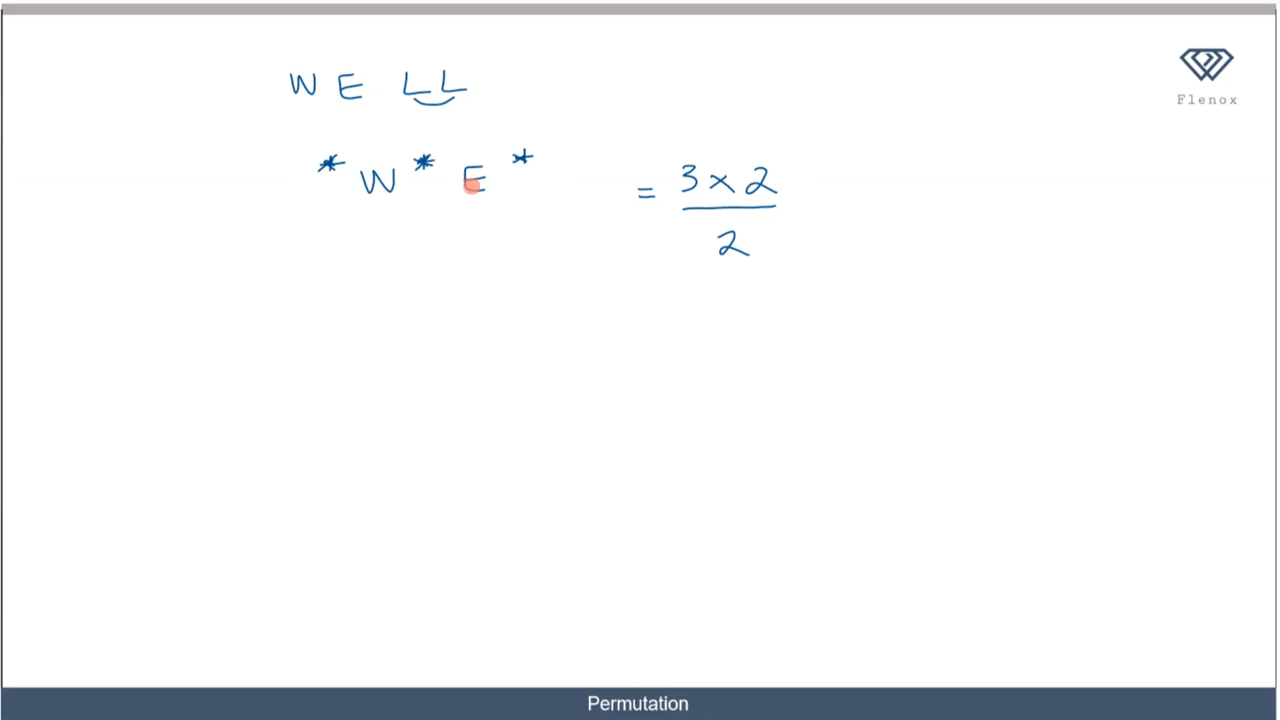 W E L L
Flenox
* W * E * = 3 × 2
2
Permutation